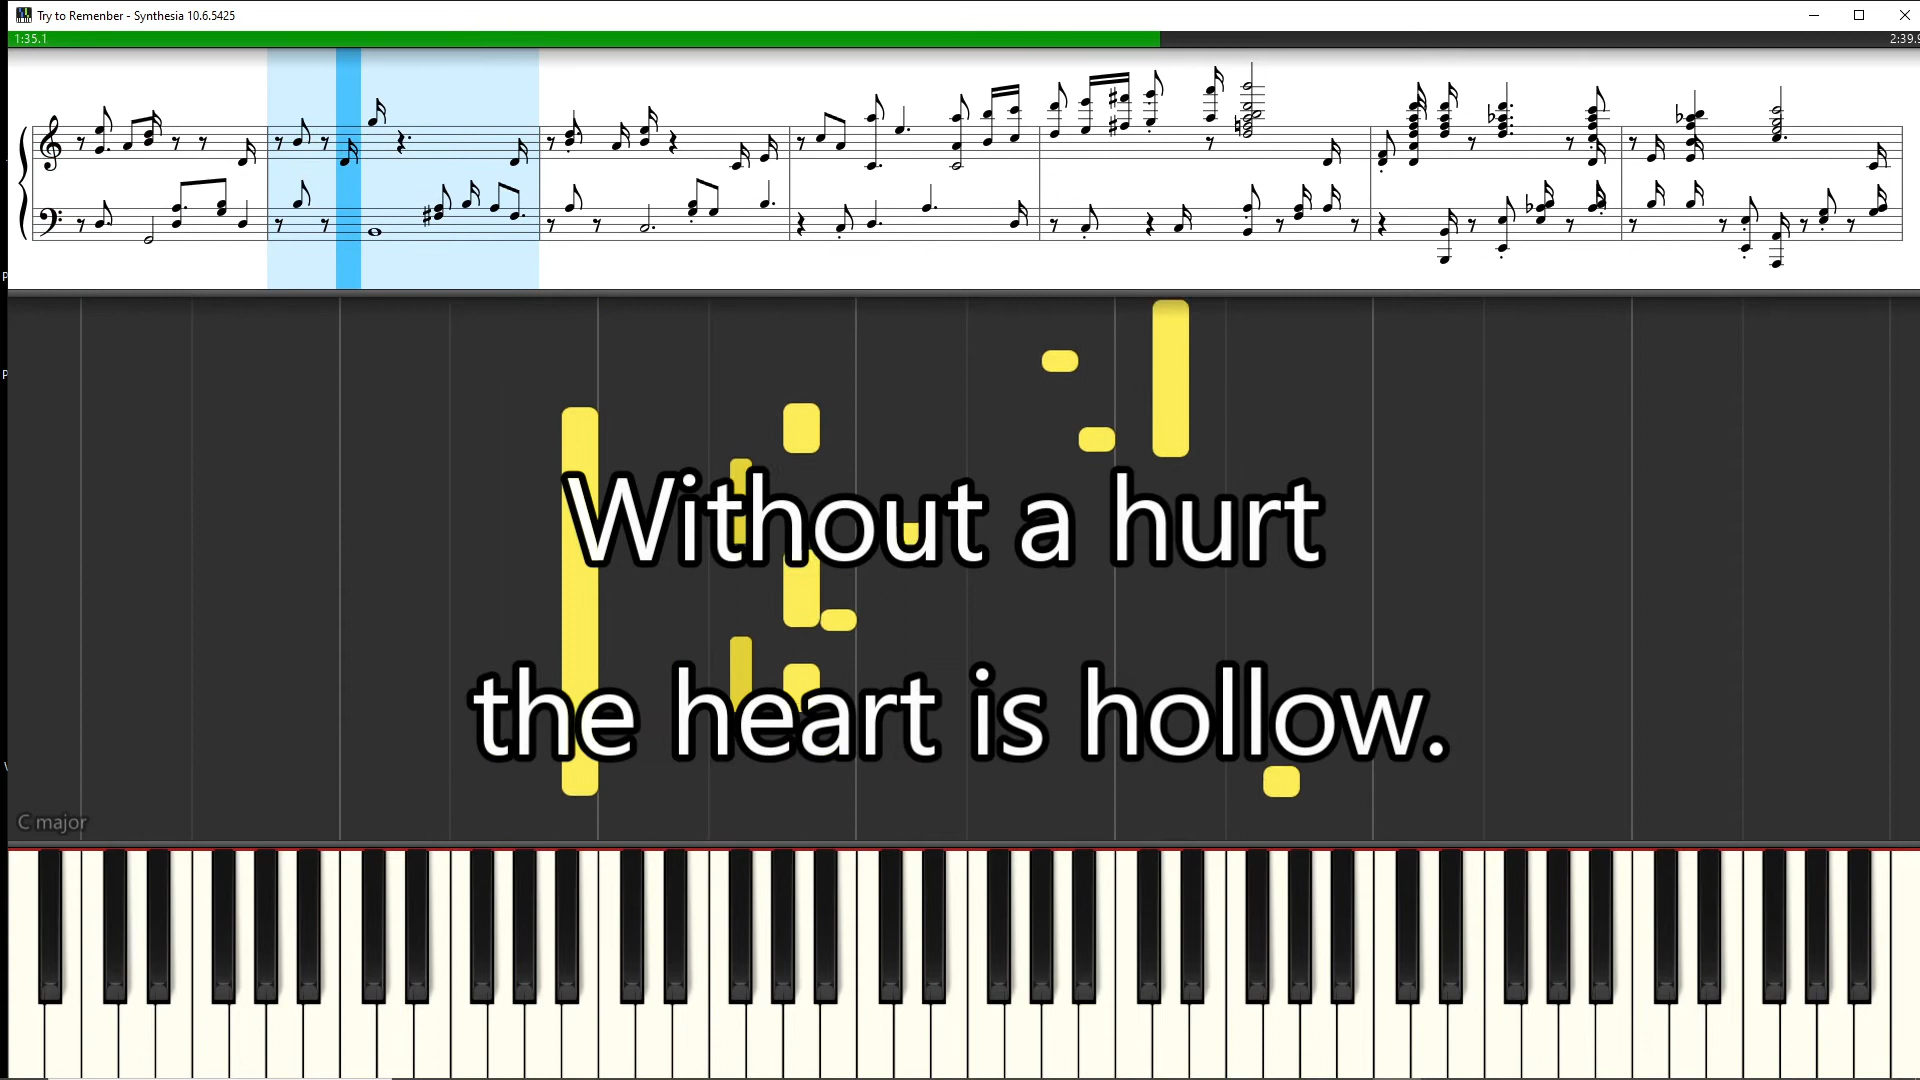 Try to Remenber - Synthesia 10.6.5425
1:35.1
2:39.9
Without a hurt
the heart is hollow.
C major